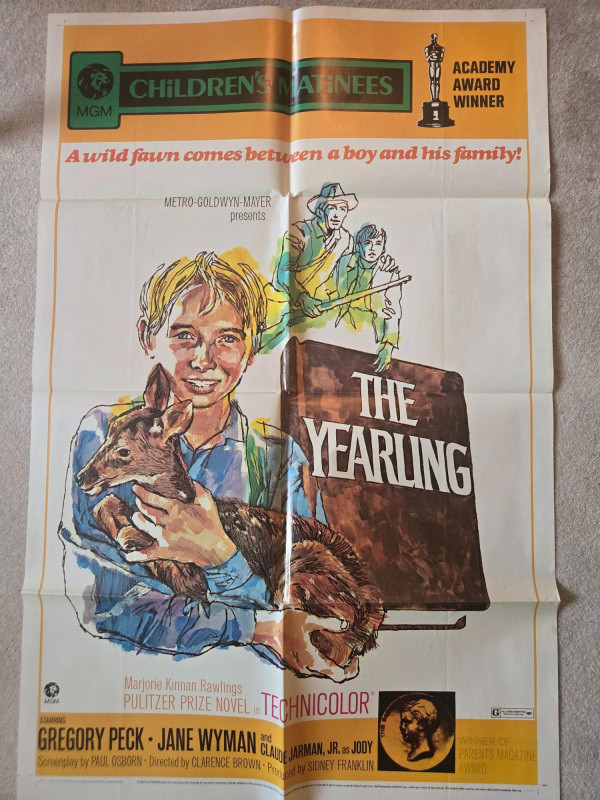 MGM
CHiLDREN'S MATiNEES
ACADEMY
AWARD
WINNER
A wild fawn comes between a boy and his family!
METRO-GOLDWYN-MAYER
presents
THE
YEARLING
MGM
Marjorie Kinnan Rawlings
PULITZER PRIZE NOVEL in TECHNICOLOR
G
STARRING
GREGORY PECK · JANE WYMAN and CLAUDE JARMAN, JR. as JODY
Screenplay by PAUL OSBORN · Directed by CLARENCE BROWN · Produced by SIDNEY FRANKLIN
WINNER OF
PARENTS MAGAZINE
AWARD